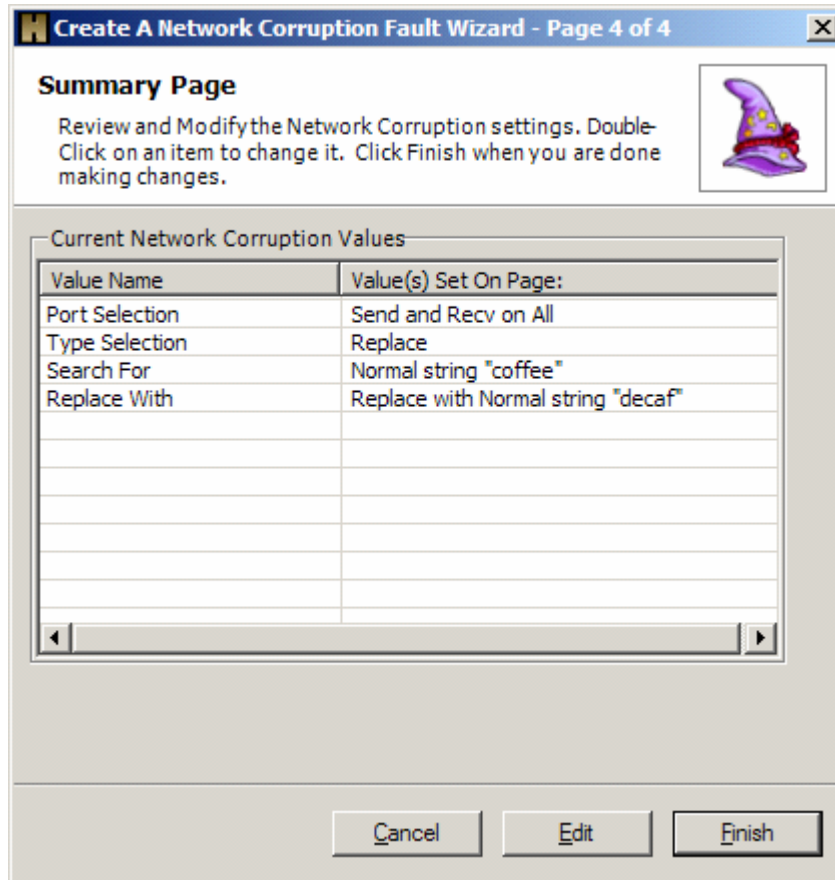 Create A Network Corruption Fault Wizard - Page 4 of 4
Summary Page
Review and Modify the Network Corruption settings. Double-
Click on an item to change it. Click Finish when you are done
making changes.
Current Network Corruption Values
Value Name Value(s) Set On Page:
Port Selection Send and Recv on All
Type Selection Replace
Search For Normal string "coffee"
Replace With Replace with Normal string "decaf"
Cancel Edit Finish